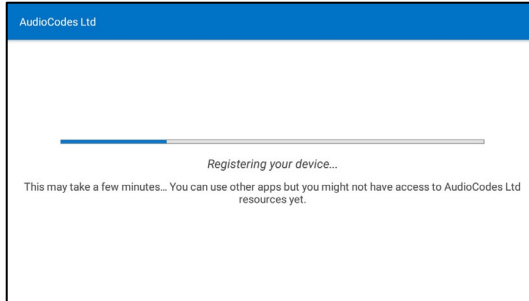 AudioCodes Ltd
Registering your device...
This may take a few minutes... You can use other apps but you might not have access to AudioCodes Ltd
resources yet.